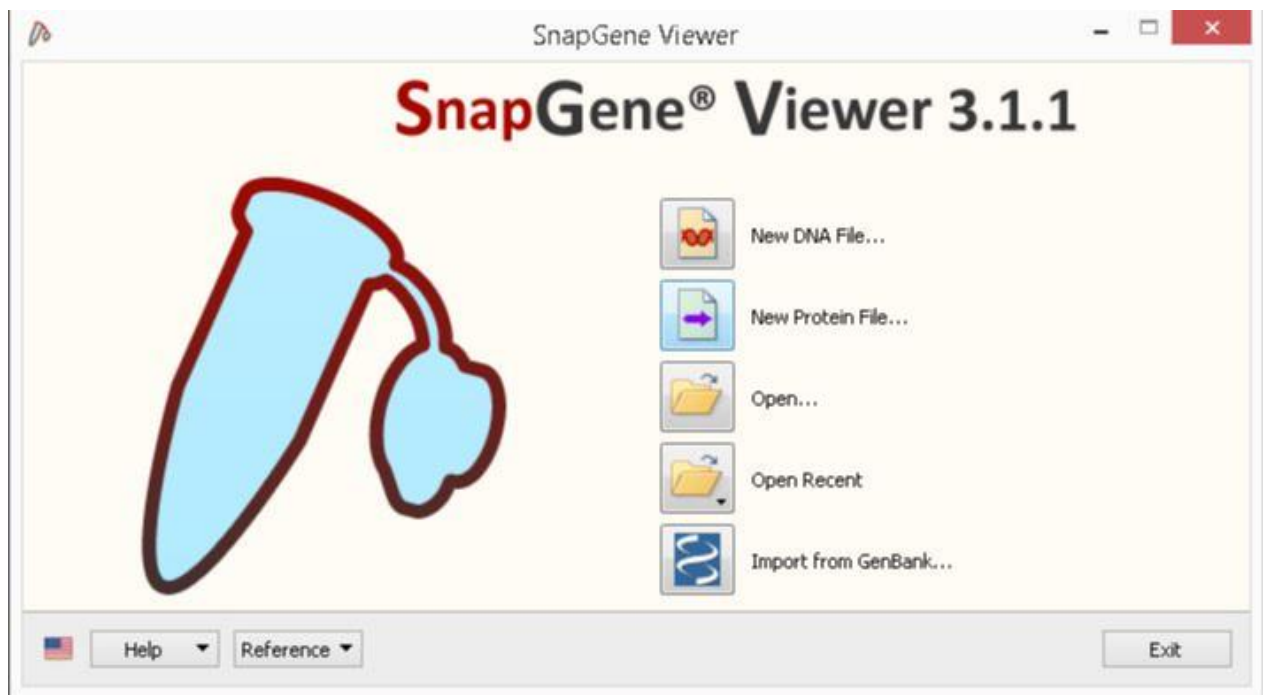 SnapGene Viewer
SnapGene® Viewer 3.1.1
New DNA File...
New Protein File...
Open...
Open Recent
Import from GenBank...
Help
Reference
Exit